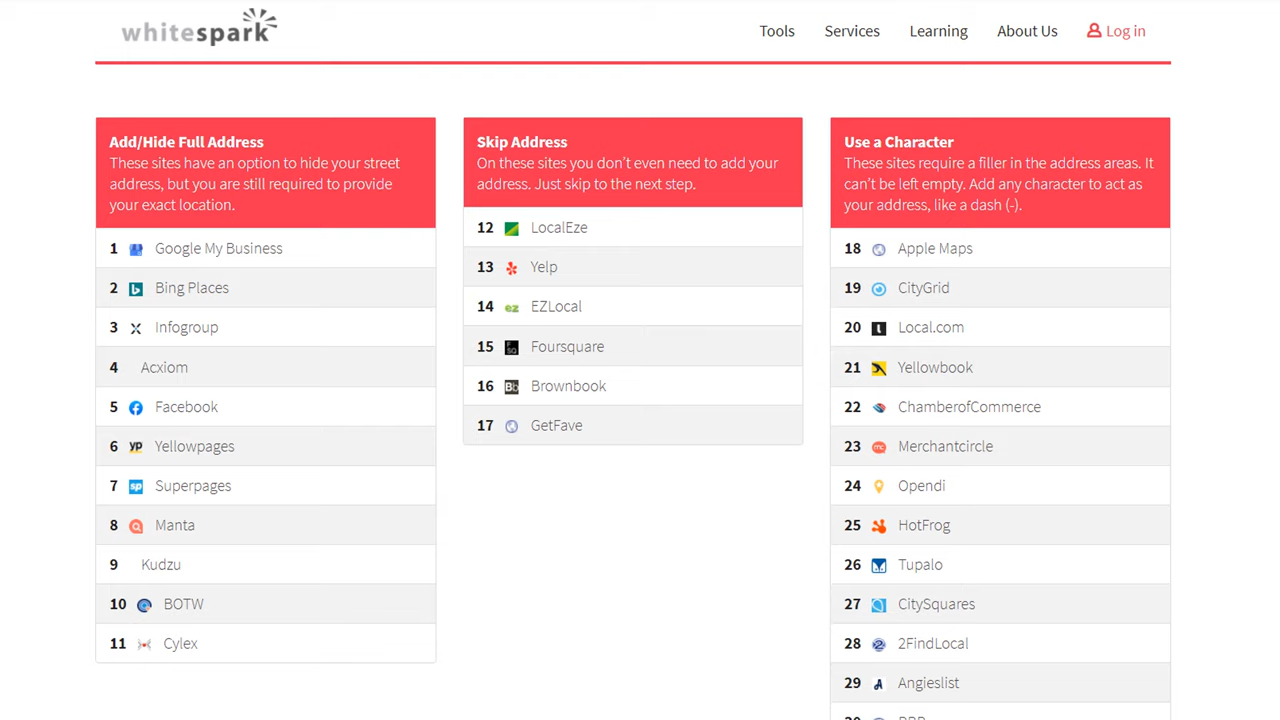 whitespark
Tools
Services
Learning
About Us
Log in
Add/Hide Full Address
These sites have an option to hide your street
address, but you are still required to provide
your exact location.
1 Google My Business
2 Bing Places
3 Infogroup
4 Acxiom
5 Facebook
6 Yellowpages
7 Superpages
8 Manta
9 Kudzu
10 BOTW
11 Cylex
Skip Address
On these sites you don't even need to add your
address. Just skip to the next step.
12 LocalEze
13 Yelp
14 EZLocal
15 Foursquare
16 Brownbook
17 GetFave
Use a Character
These sites require a filler in the address areas. It
can't be left empty. Add any character to act as
your address, like a dash (-).
18 Apple Maps
19 CityGrid
20 Local.com
21 Yellowbook
22 ChamberofCommerce
23 Merchantcircle
24 Opendi
25 HotFrog
26 Tupalo
27 CitySquares
28 2FindLocal
29 Angieslist